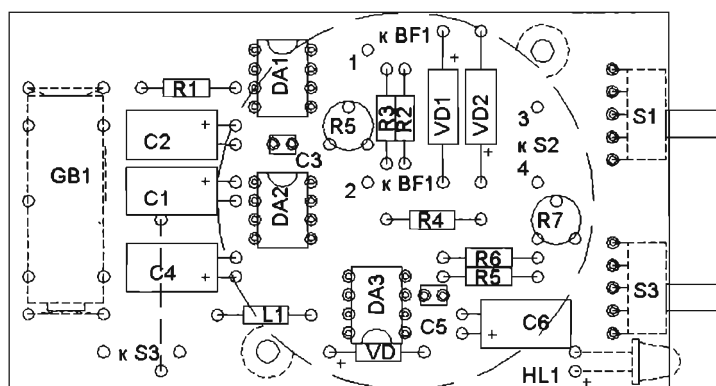 к BF1
1
DA1
R1
R3
R2
VD1
VD2
S1
3
R5
C2
к S2
C3
GB1
4
2
к BF1
C1
DA2
R4
R7
R6
C4
R5
S3
DA3
L1
C5
C6
к S3
VD
HL1
+
+
+
+
+
+
+
+